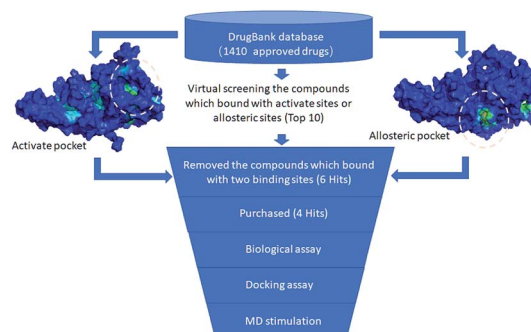 DrugBank database
(1410 approved drugs)
Virtual screening the compounds
which bound with activate sites or
allosteric sites (Top 10)
Activate pocket
Allosteric pocket
Removed the compounds which bound
with two binding sites (6 Hits)
Purchased (4 Hits)
Biological assay
Docking assay
MD stimulation